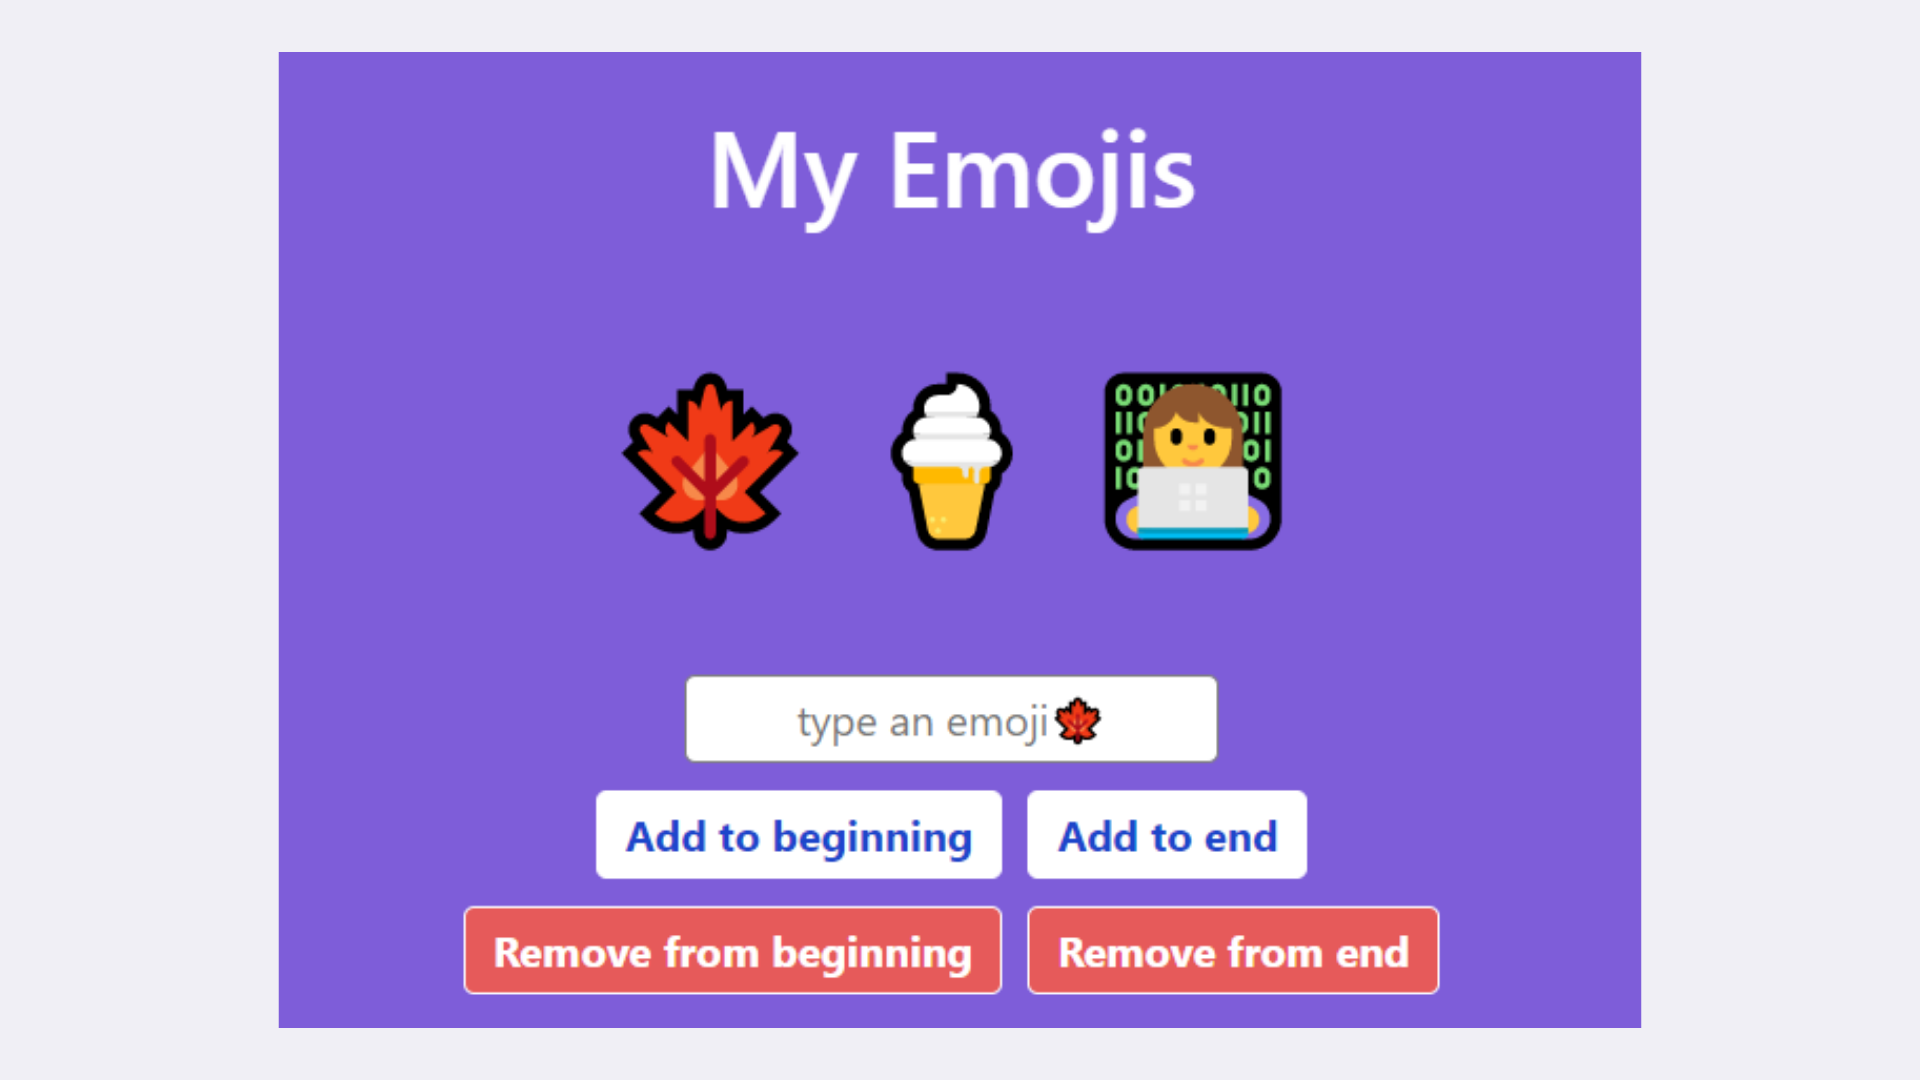 My Emojis
type an emoji🍁
Add to beginning
Add to end
Remove from beginning
Remove from end